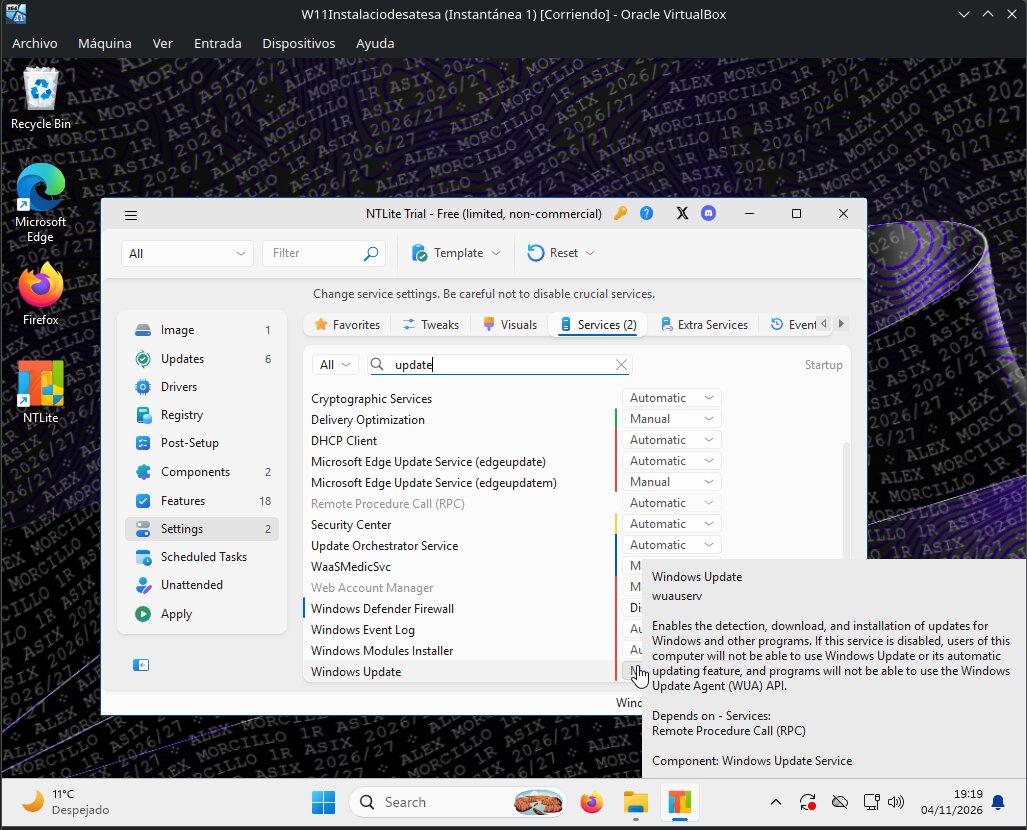 W11Instalaciodesatesa (Instantánea 1) [Corriendo] - Oracle VirtualBox
Archivo Máquina Ver Entrada Dispositivos Ayuda
ALEX MORCILLO 1R ASIX 2026/27
Recycle Bin
Microsoft
Edge
Firefox
NTLite
NTLite Trial - Free (limited, non-commercial)
All
Filter
Template
Reset
Change service settings. Be careful not to disable crucial services.
Image 1
Updates 6
Drivers
Registry
Post-Setup
Components 2
Features 18
Settings 2
Scheduled Tasks
Unattended
Apply
Favorites Tweaks Visuals Services (2) Extra Services Event
All update Startup
Cryptographic Services Automatic
Delivery Optimization Manual
DHCP Client Automatic
Microsoft Edge Update Service (edgeupdate) Automatic
Microsoft Edge Update Service (edgeupdatem) Manual
Remote Procedure Call (RPC) Automatic
Security Center Automatic
Update Orchestrator Service Automatic
WaaSMedicSvc
Web Account Manager
Windows Defender Firewall
Windows Event Log
Windows Modules Installer
Windows Update
Wind
Windows Update
wuauserv
Enables the detection, download, and installation of updates for
Windows and other programs. If this service is disabled, users of this
computer will not be able to use Windows Update or its automatic
updating feature, and programs will not be able to use the Windows
Update Agent (WUA) API.
Depends on - Services:
Remote Procedure Call (RPC)
Component: Windows Update Service
11°C
Despejado
Search
19:19
04/11/2026